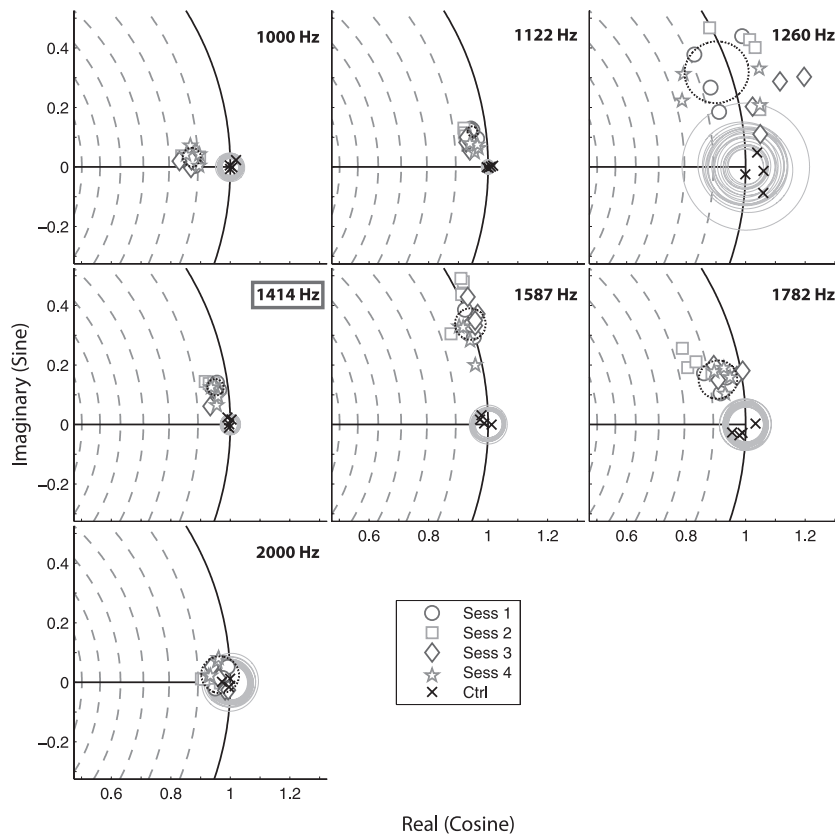 1000 Hz
1122 Hz
1260 Hz
0.4
0.2
0
−0.2
1414 Hz
1587 Hz
1782 Hz
0.4
0.2
0
−0.2
0.6 0.8 1 1.2
0.6 0.8 1 1.2
2000 Hz
0.4
0.2
0
−0.2
0.6 0.8 1 1.2
Imaginary (Sine)
Real (Cosine)
Sess 1
Sess 2
Sess 3
Sess 4
Ctrl